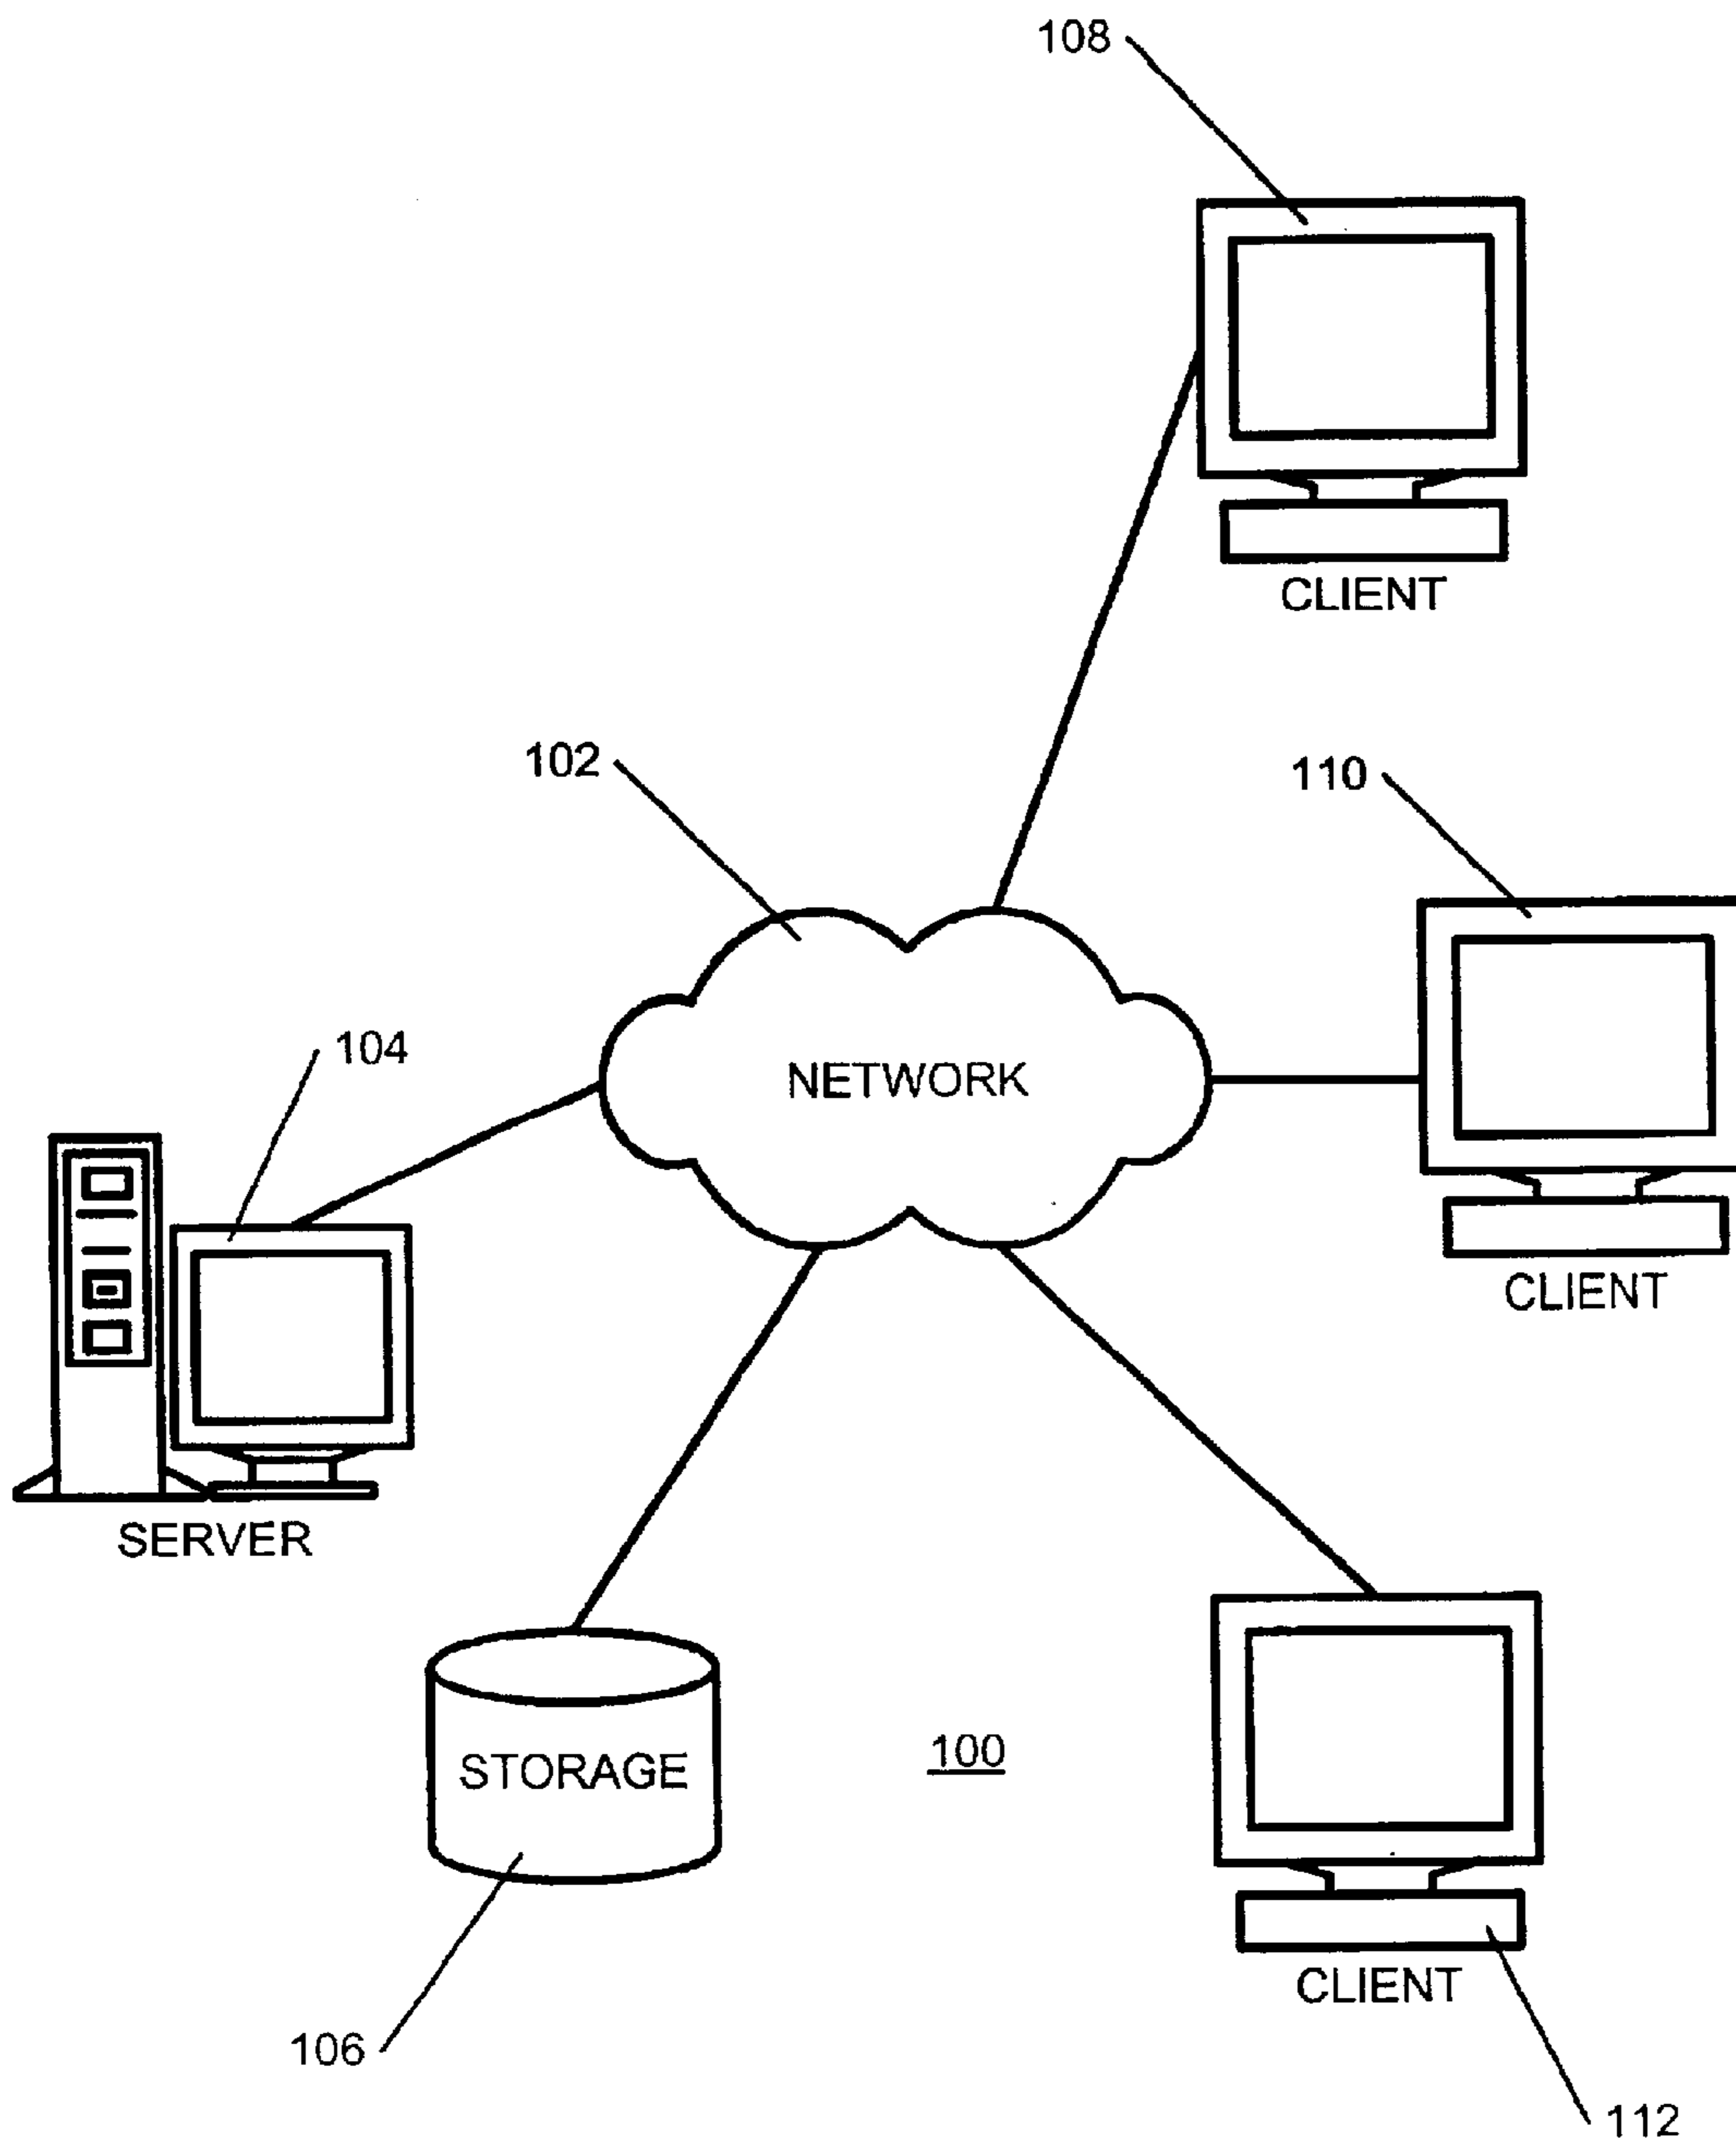 108
CLIENT
102
110
104
NETWORK
CLIENT
SERVER
STORAGE
100
CLIENT
106
112